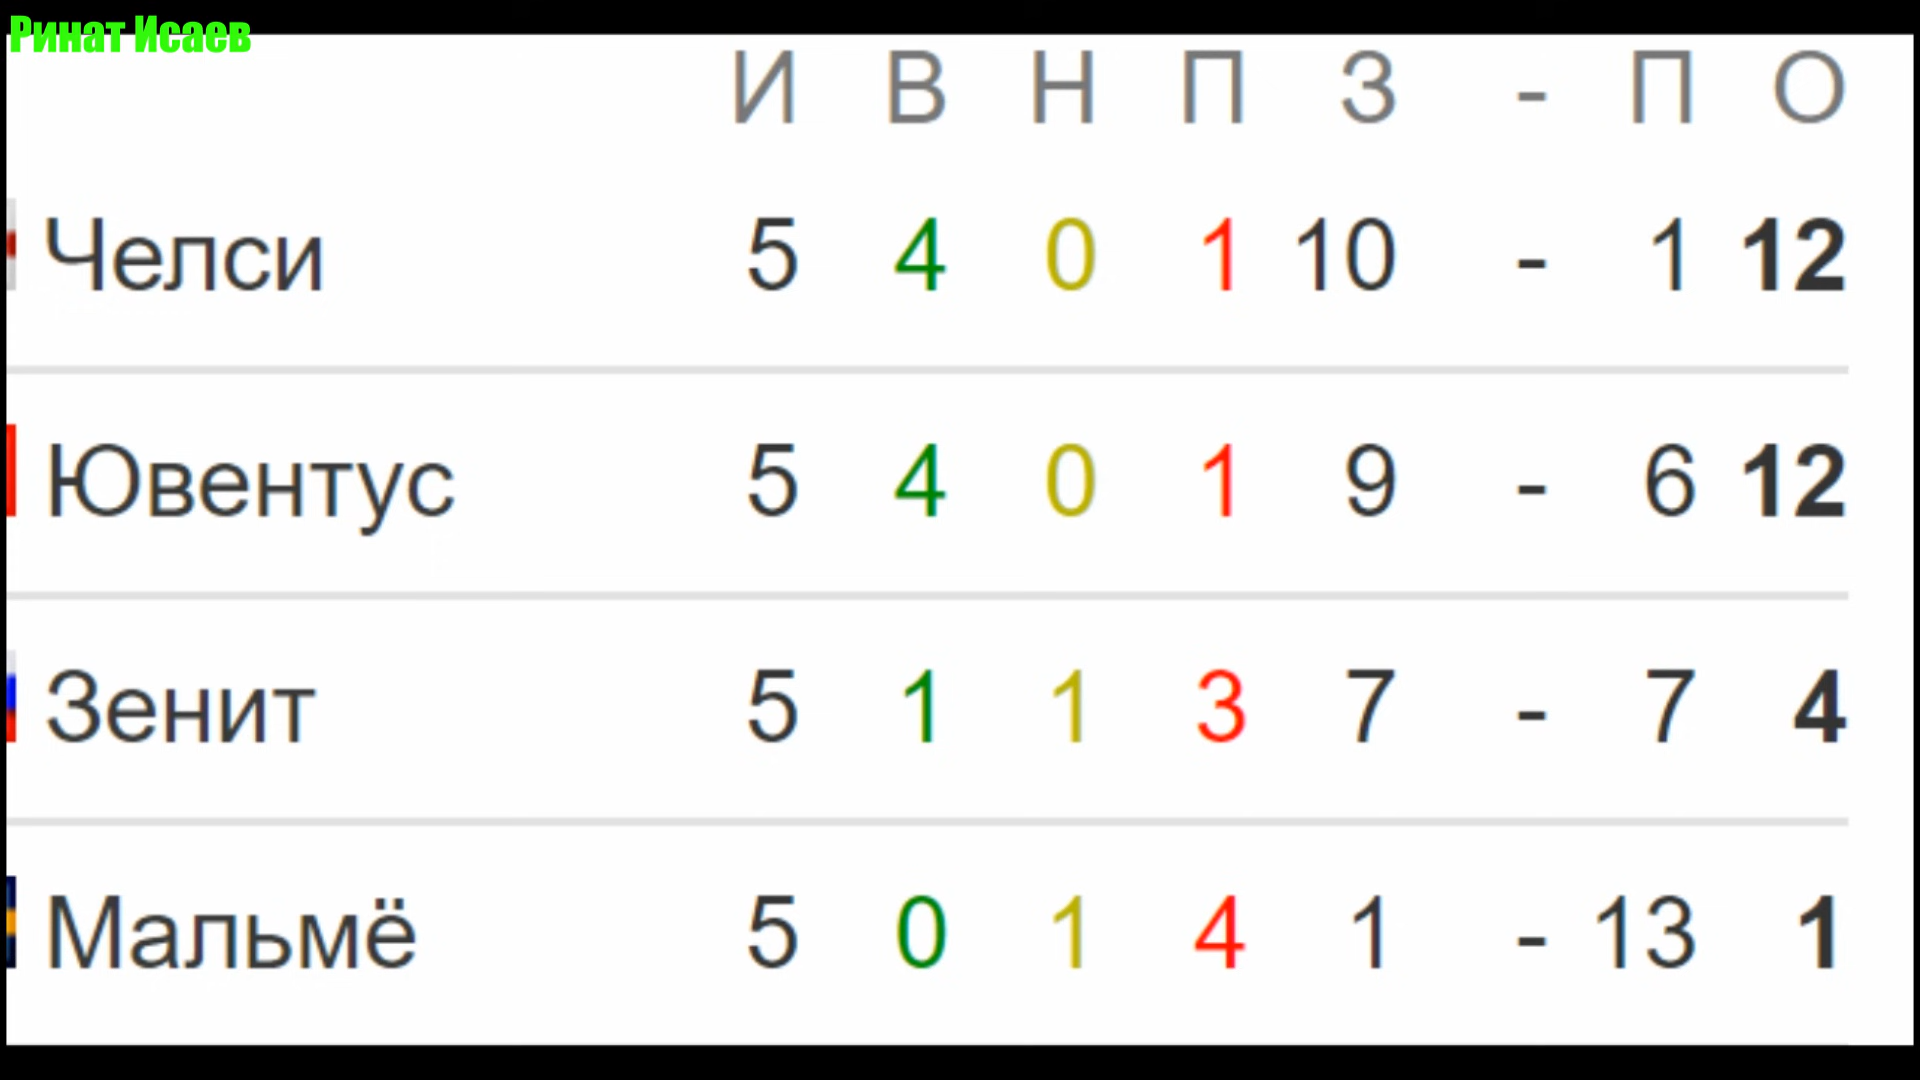 Ринат Исаев
И В Н П З - П О
Челси 5 4 0 1 10 - 1 12
Ювентус 5 4 0 1 9 - 6 12
Зенит 5 1 1 3 7 - 7 4
Мальмё 5 0 1 4 1 - 13 1